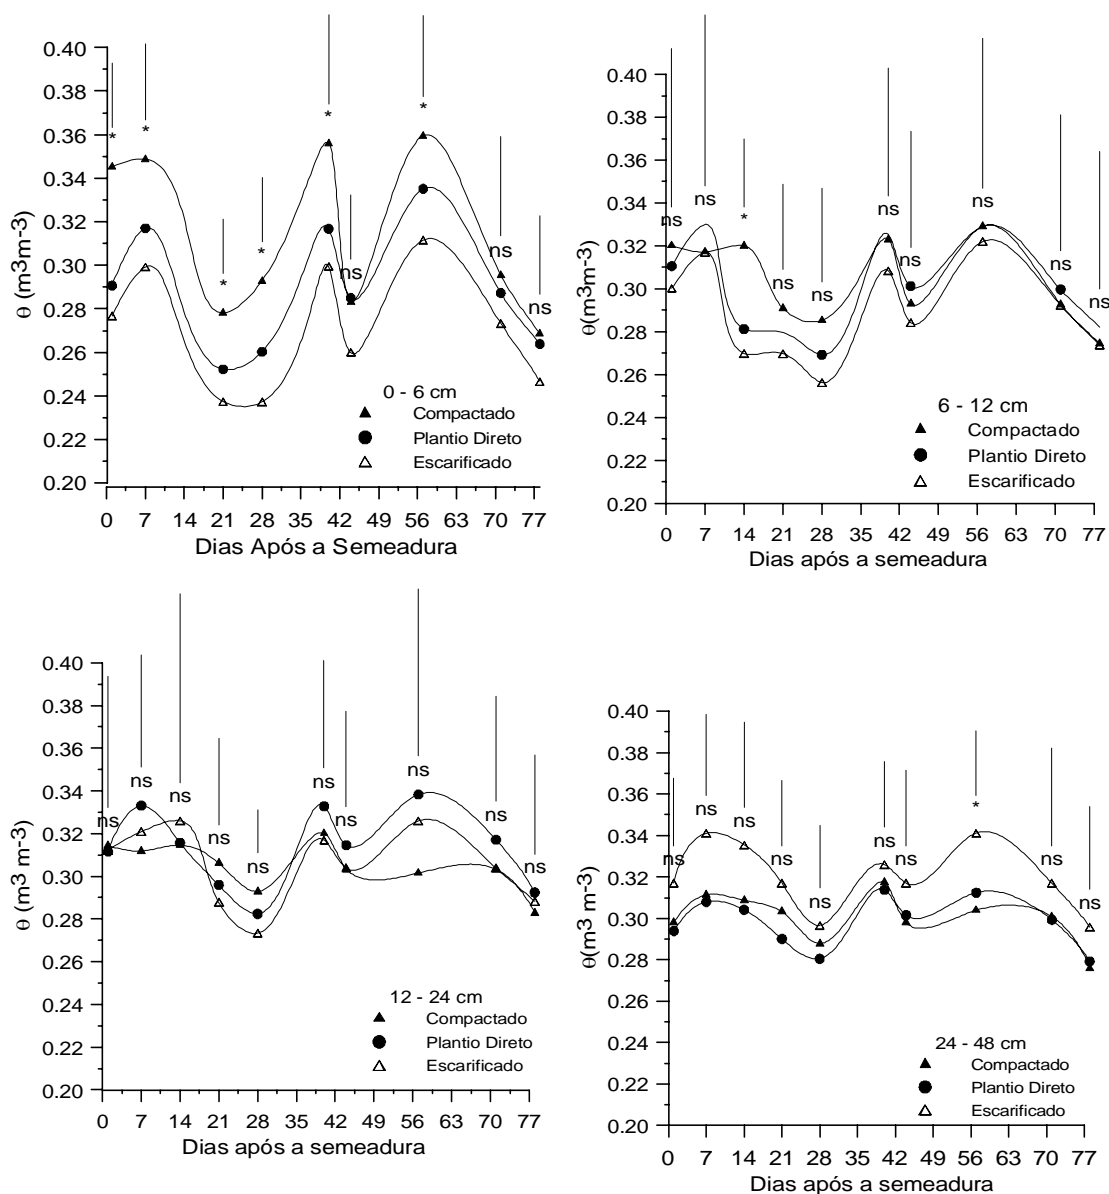 0.40
0.38
0.36
0.34
0.32
0.30
0.28
0.26
0.24
0.22
0.20
θ (m3m-3)
* * * * * ns * ns ns
0 - 6 cm
Compactado
Plantio Direto
Escarificado
0 7 14 21 28 35 42 49 56 63 70 77
Dias Após a Semeadura
0.40
0.38
0.36
0.34
0.32
0.30
0.28
0.26
0.24
0.22
0.20
θ(m3m-3)
ns ns * ns ns ns ns ns ns ns
6 - 12 cm
Compactado
Plantio Direto
Escarificado
0 7 14 21 28 35 42 49 56 63 70 77
Dias após a semeadura
0.40
0.38
0.36
0.34
0.32
0.30
0.28
0.26
0.24
0.22
0.20
θ (m3 m-3)
ns ns ns ns ns ns ns ns ns ns
12 - 24 cm
Compactado
Plantio Direto
Escarificado
0 7 14 21 28 35 42 49 56 63 70 77
Dias após a semeadura
0.40
0.38
0.36
0.34
0.32
0.30
0.28
0.26
0.24
0.22
0.20
θ(m3 m-3)
ns ns ns ns ns ns ns * ns ns
24 - 48 cm
Compactado
Plantio Direto
Escarificado
0 7 14 21 28 35 42 49 56 63 70 77
Dias após a semeadura